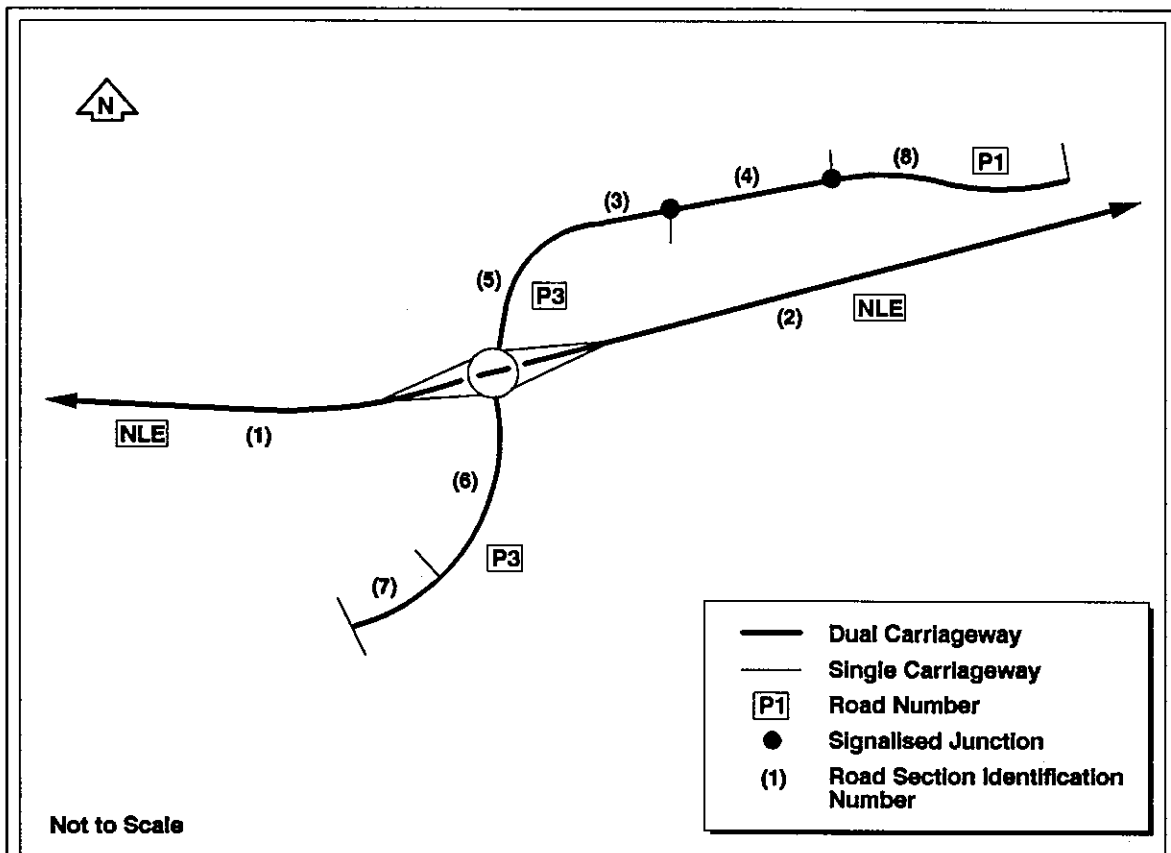 N
(8)
P1
(4)
(3)
(5)
P3
(2)
NLE
NLE
(1)
(6)
P3
(7)
Dual Carriageway
Single Carriageway
P1 Road Number
Signalised Junction
(1) Road Section Identification
Number
Not to Scale